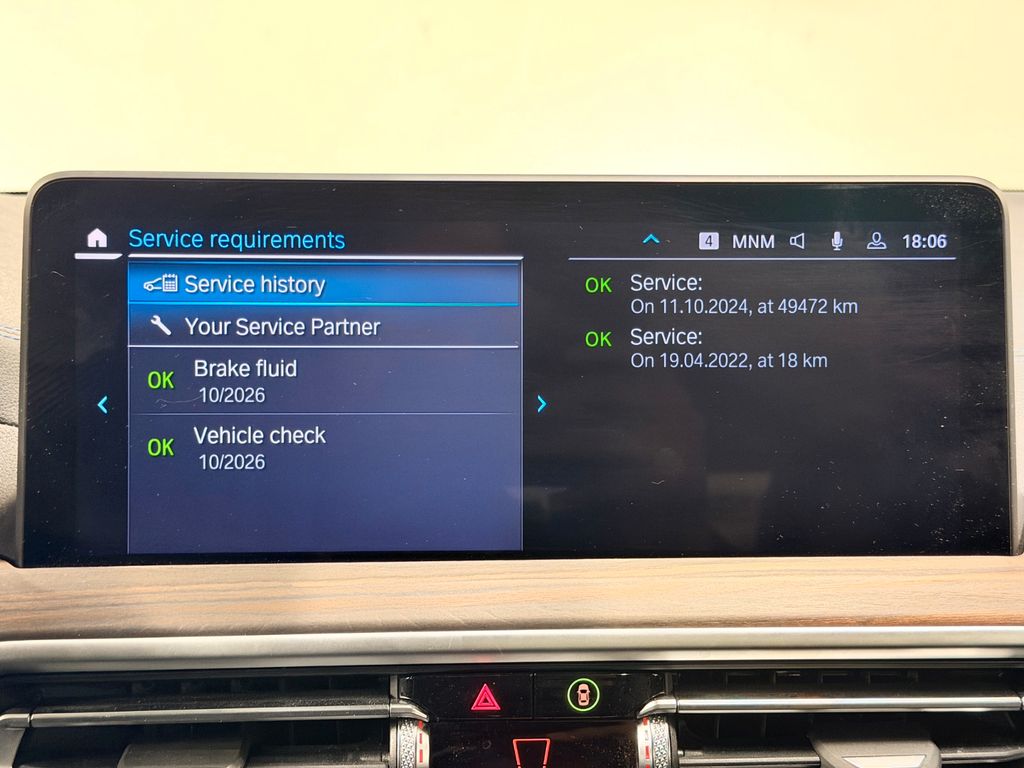 Service requirements
4 MNM 18:06
Service history
Your Service Partner
OK Brake fluid
10/2026
OK Vehicle check
10/2026
OK Service:
On 11.10.2024, at 49472 km
OK Service:
On 19.04.2022, at 18 km